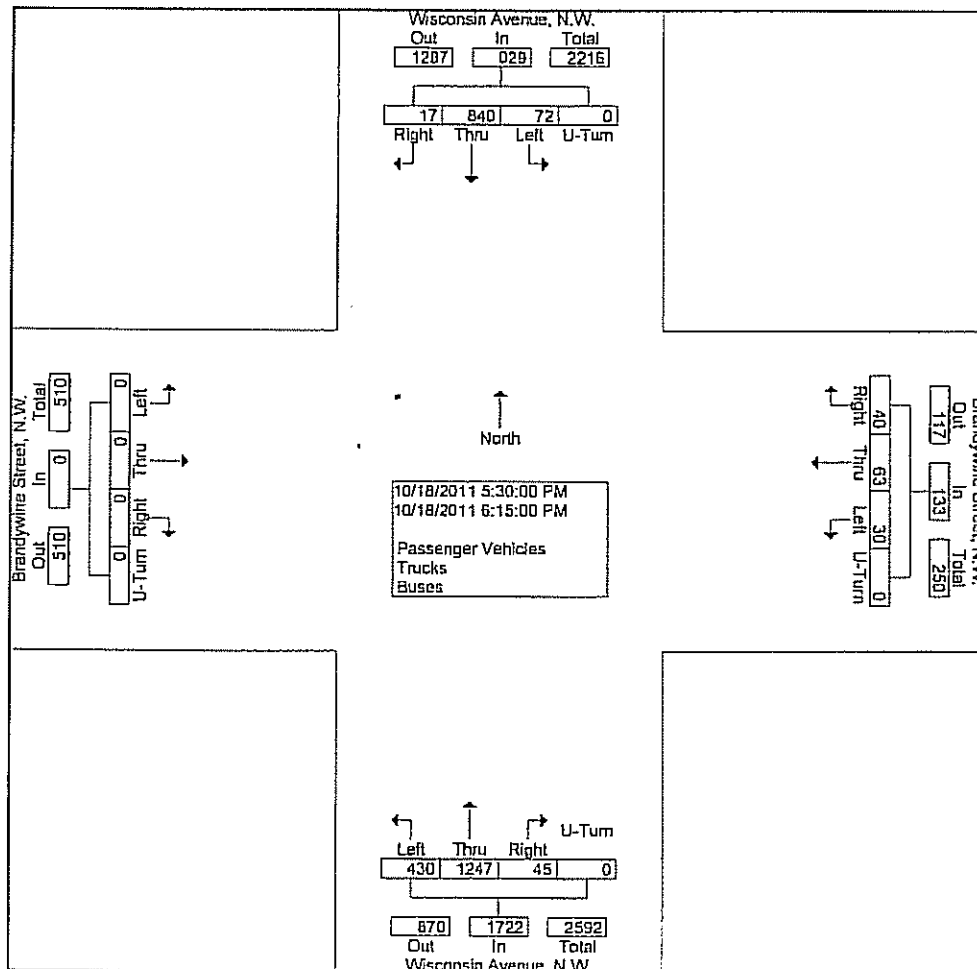 Wisconsin Avenue, N.W.
Out In Total
1287 929 2216
17 840 72 0
Right Thru Left U-Turn
Brandywine Street, N.W.
Total In Out
510 0 510
0 0 0 0
Left Thru Right U-Turn
North
10/18/2011 5:30:00 PM
10/18/2011 6:15:00 PM
Passenger Vehicles
Trucks
Buses
Right Thru Left U-Turn
40 63 30 0
117 133 250
Out In Total
Brandywine Street, N.W.
U-Turn
Left Thru Right
430 1247 45 0
870 1722 2592
Out In Total
Wisconsin Avenue, N.W.